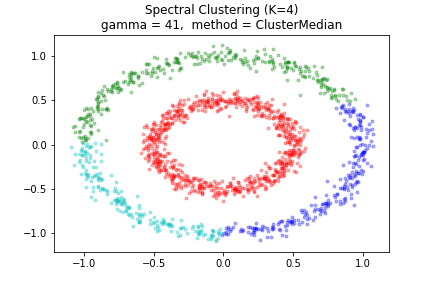 Spectral Clustering (K=4)
gamma = 41,  method = ClusterMedian
1.0
0.5
0.0
−0.5
−1.0
−1.0 −0.5 0.0 0.5 1.0